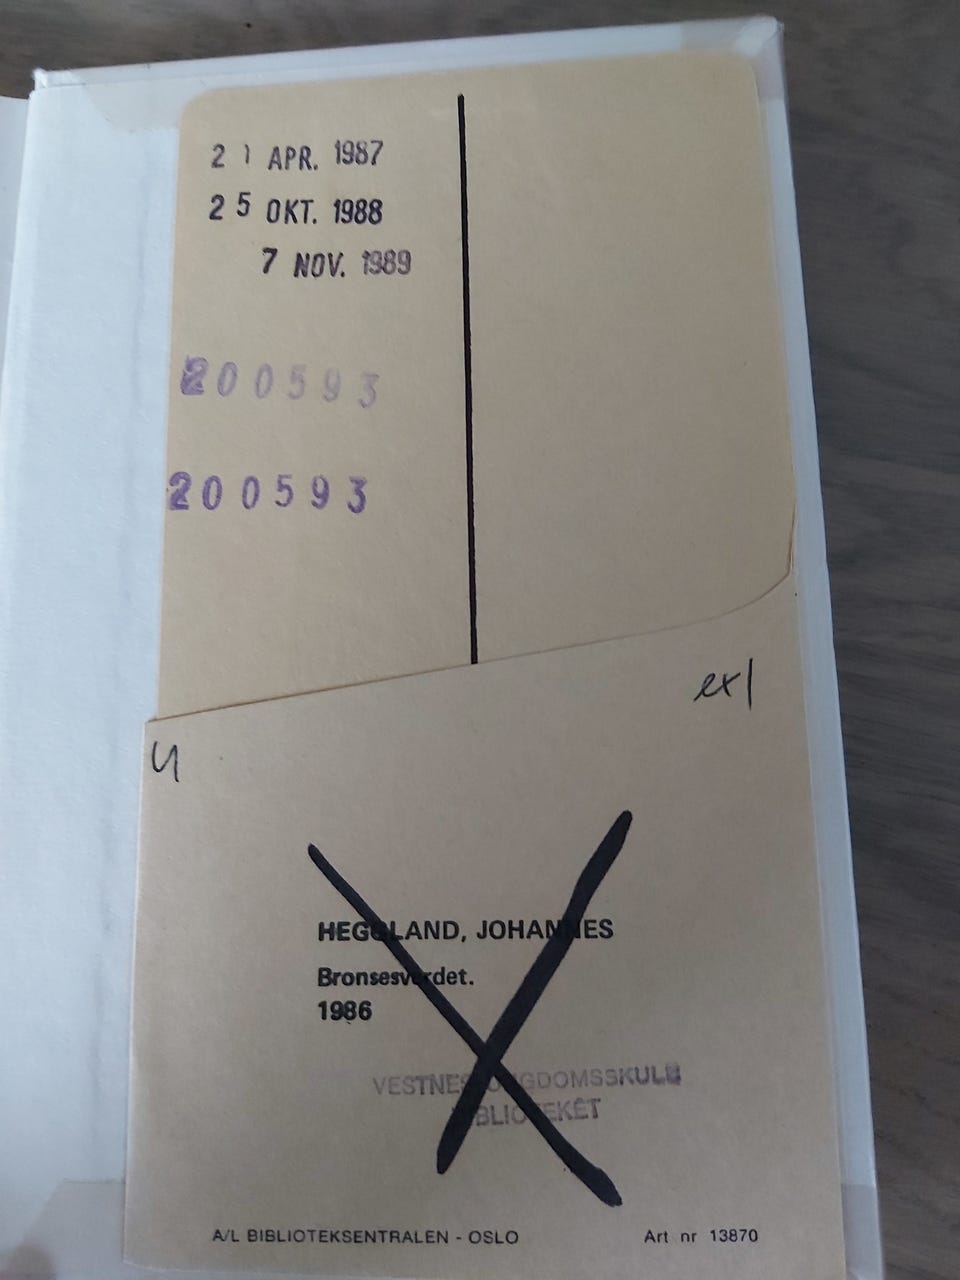 21 APR. 1987
25 OKT. 1988
7 NOV. 1989
200593
200593
ex1
U
HEGGLAND, JOHANNES
Bronsesverdet.
1986
VESTNES UNGDOMSSKULE
BIBLIOTEKET
A/L BIBLIOTEKSENTRALEN - OSLO
Art nr 13870